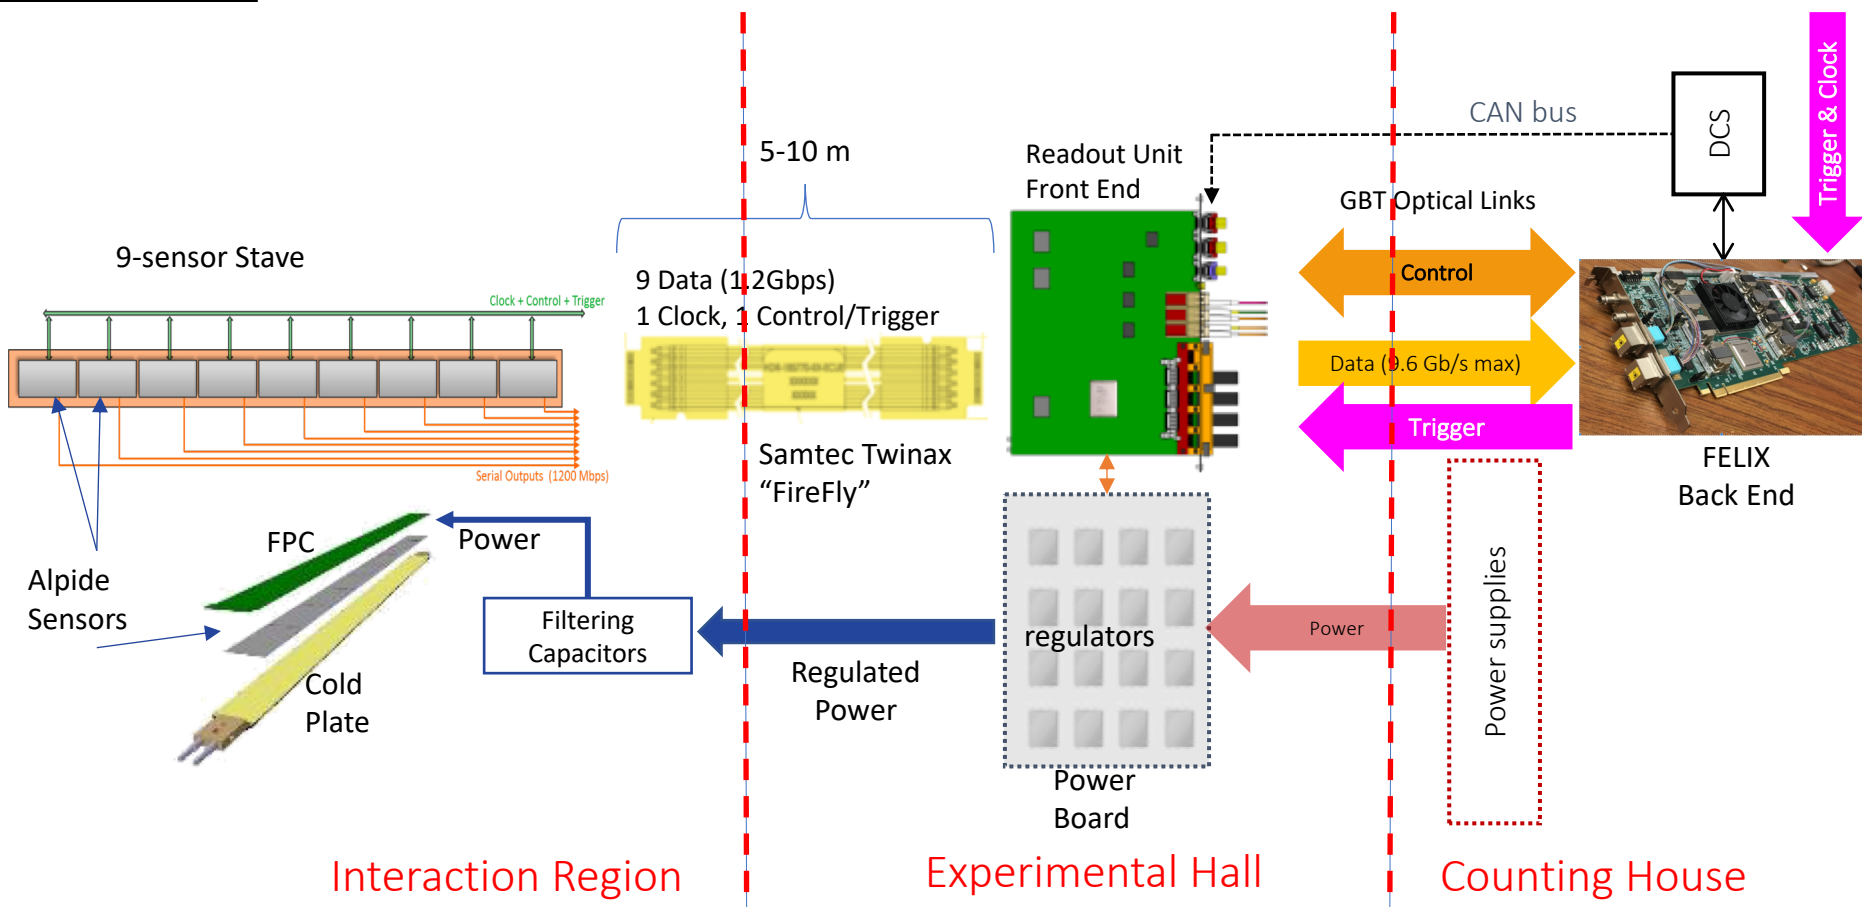 CAN bus
DCS
Trigger & Clock
5-10 m
Readout Unit
Front End
GBT Optical Links
9-sensor Stave
Control
9 Data (1.2Gbps)
1 Clock, 1 Control/Trigger
Clock + Control + Trigger
Data (9.6 Gb/s max)
Trigger
Samtec Twinax
“FireFly”
Serial Outputs (1200 Mbps)
FELIX
Back End
FPC
Power
Alpide
Sensors
Filtering
Capacitors
regulators
Power
Power supplies
Regulated
Power
Cold
Plate
Power
Board
Interaction Region
Experimental Hall
Counting House